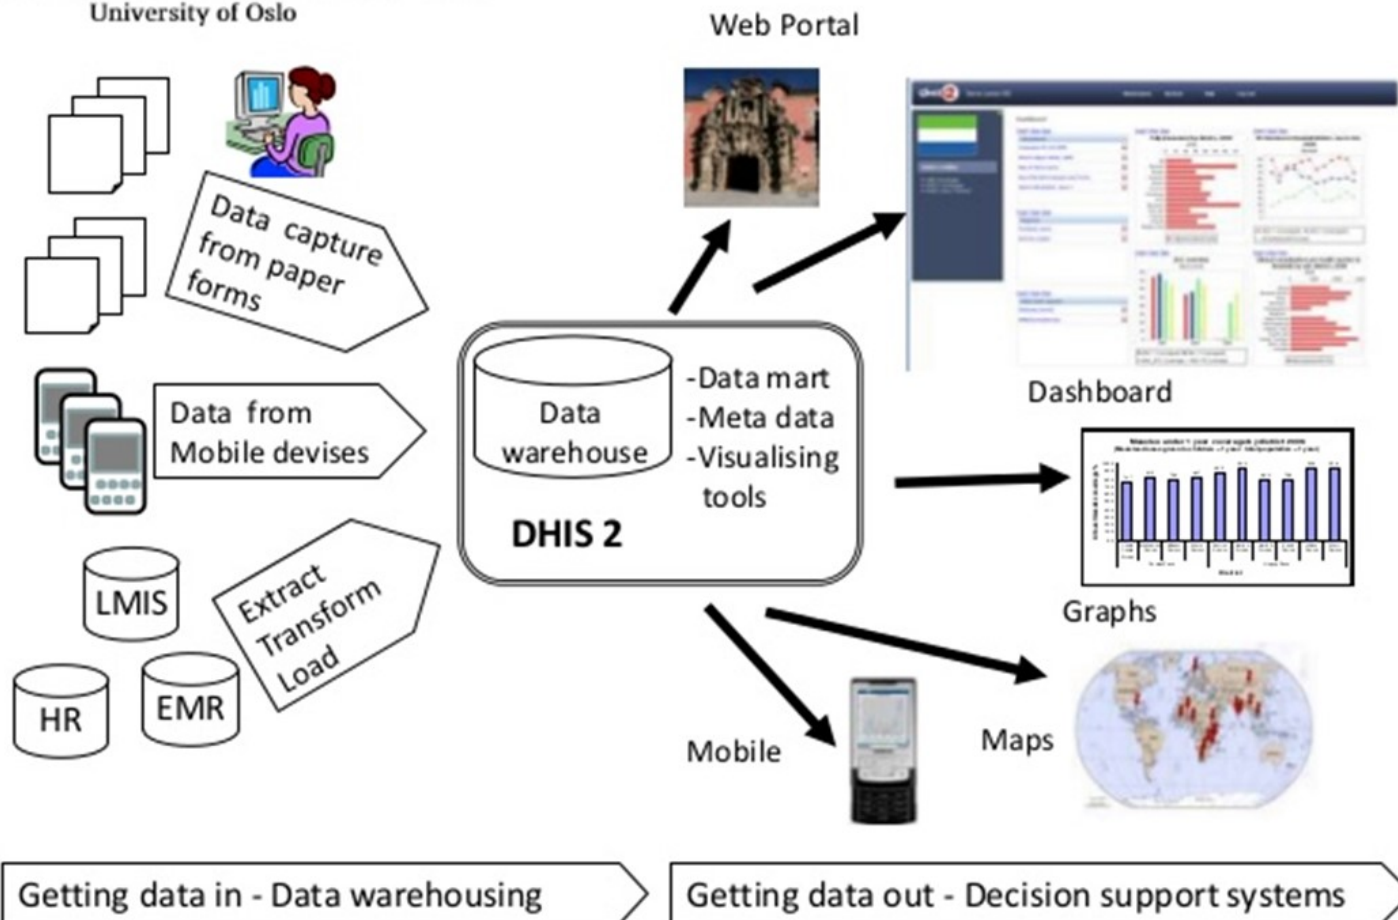 University of Oslo
Web Portal
Data capture
from paper
forms
Data from
Mobile devises
Extract
Transform
Load
LMIS
HR
EMR
Data
warehouse
-Data mart
-Meta data
-Visualising
tools
DHIS 2
Dashboard
Graphs
Maps
Mobile
Getting data in - Data warehousing
Getting data out - Decision support systems